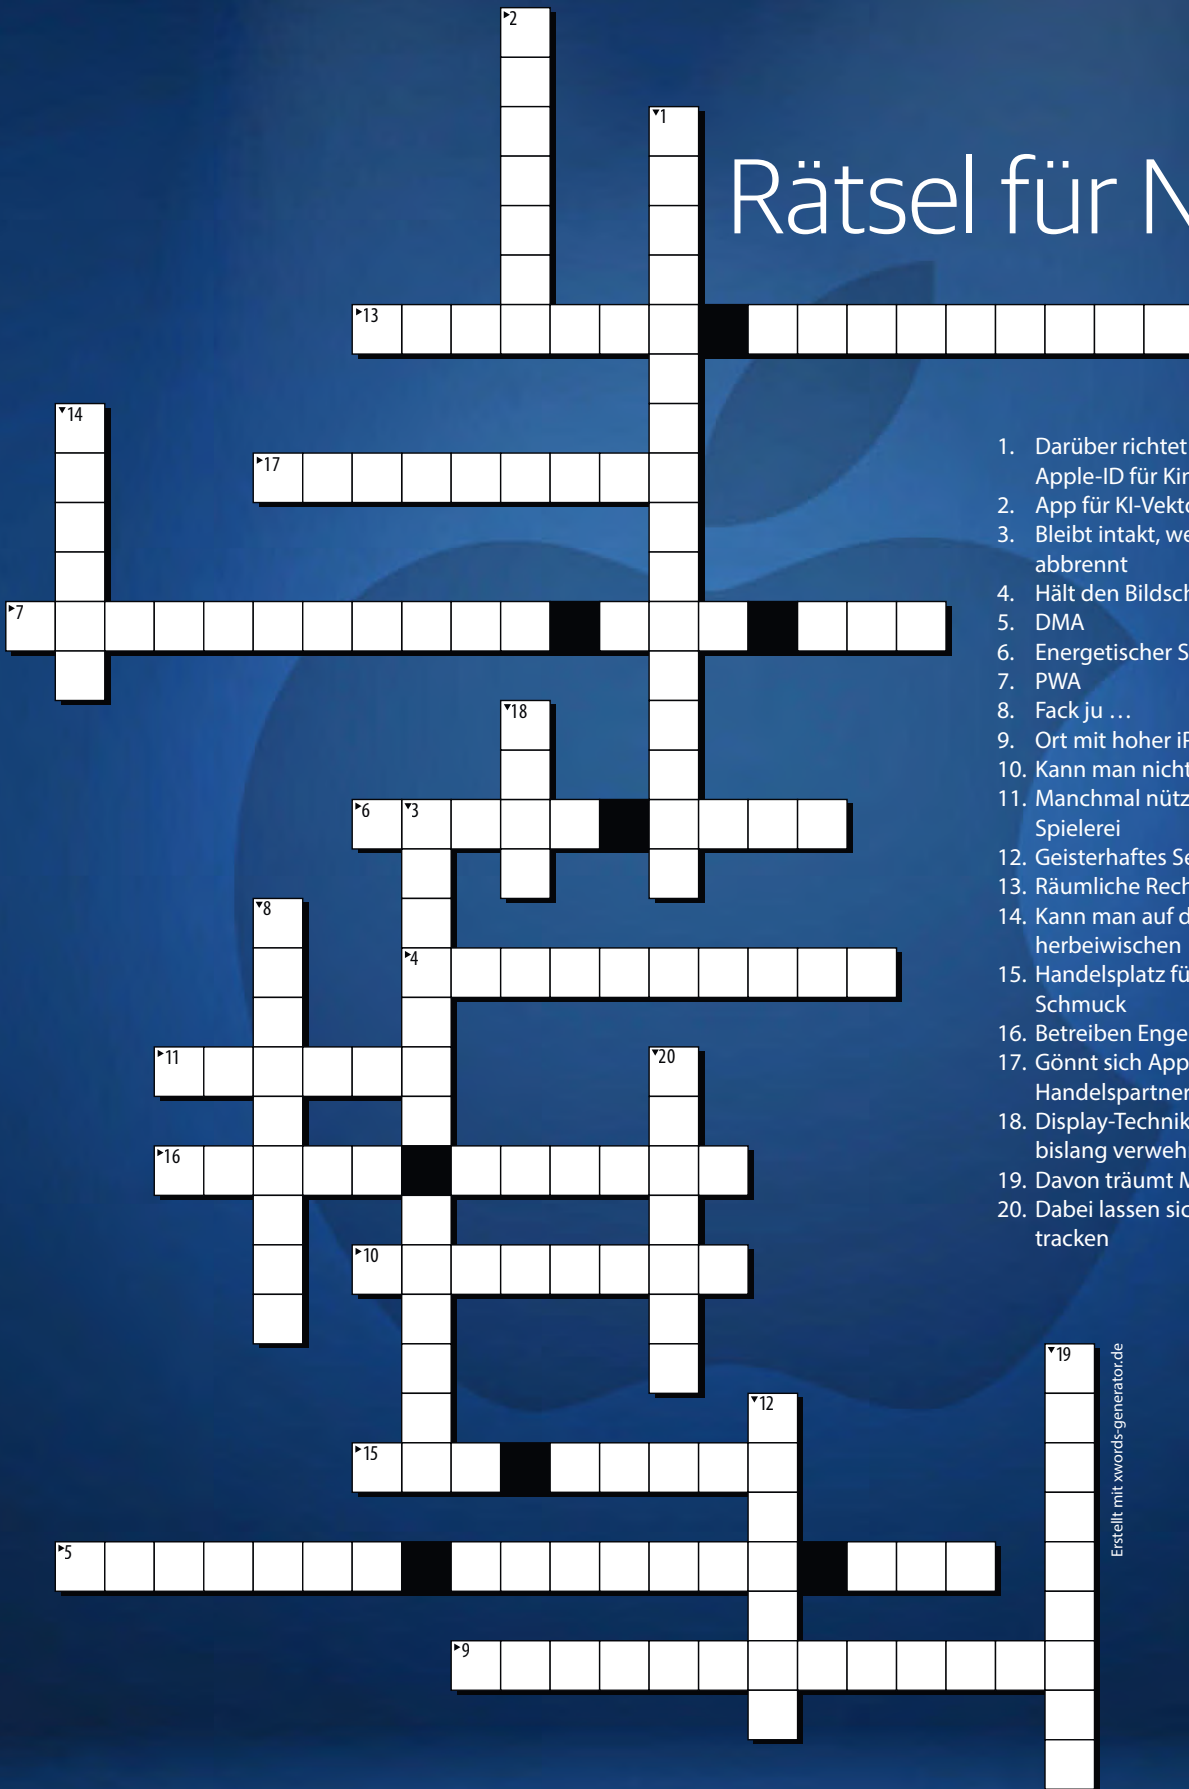 2
1
Rätsel für N
13
14
17
7
18
6
3
8
4
11
20
16
10
19
12
15
5
9
1. Darüber richtet
Apple-ID für Kin
2. App für KI-Vekto
3. Bleibt intakt, we
abbrennt
4. Hält den Bildsch
5. DMA
6. Energetischer S
7. PWA
8. Fack ju …
9. Ort mit hoher iP
10. Kann man nicht
11. Manchmal nütz
Spielerei
12. Geisterhaftes Se
13. Räumliche Rech
14. Kann man auf d
herbeiwischen
15. Handelsplatz fü
Schmuck
16. Betreiben Enge
17. Gönnt sich App
Handelspartner
18. Display-Technik
bislang verweh
19. Davon träumt M
20. Dabei lassen sic
tracken
Erstellt mit xwords-generator.de